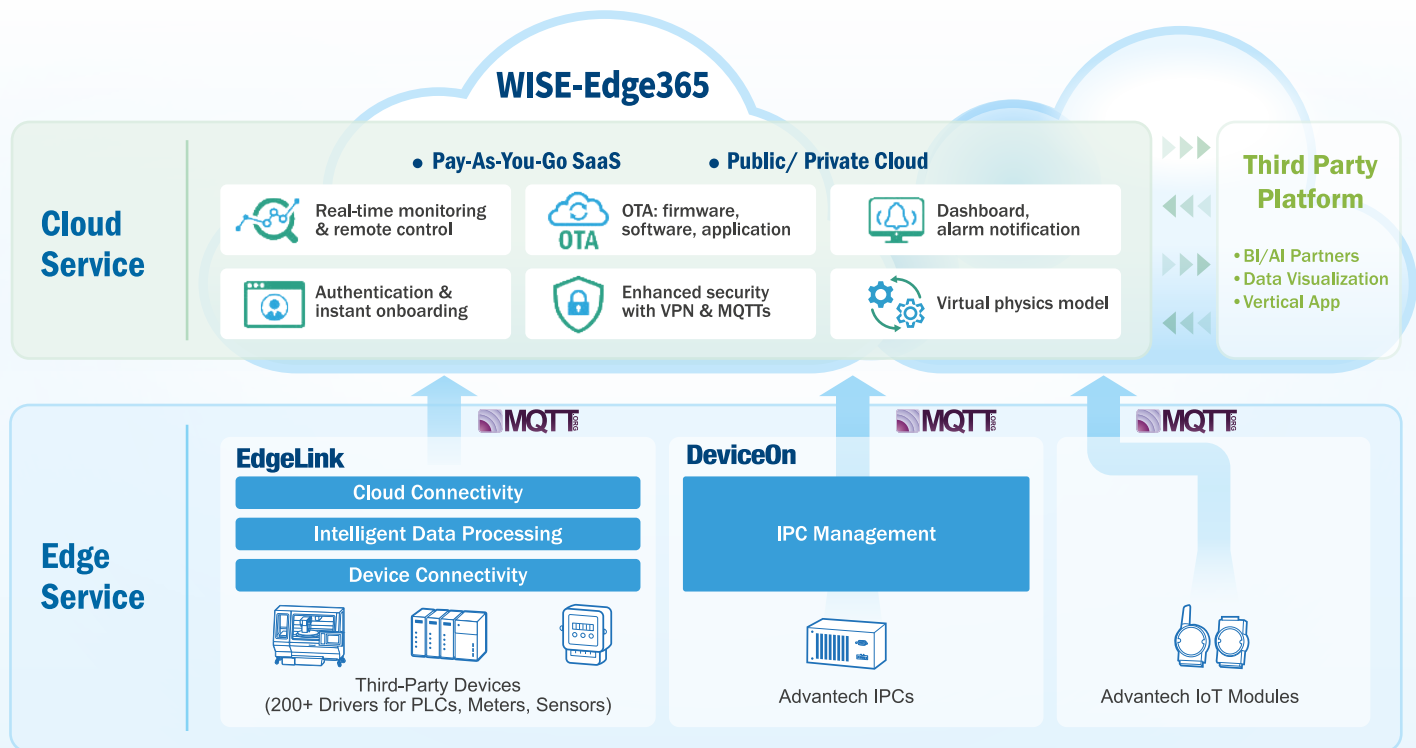 WISE-Edge365
• Pay-As-You-Go SaaS
• Public/ Private Cloud
Cloud
Service
Real-time monitoring
& remote control
OTA
OTA: firmware,
software, application
Dashboard,
alarm notification
Authentication &
instant onboarding
Enhanced security
with VPN & MQTTs
Virtual physics model
Third Party
Platform
•BI/AI Partners
•Data Visualization
•Vertical App
MQTT.ORG
MQTT.ORG
MQTT.ORG
Edge
Service
EdgeLink
Cloud Connectivity
Intelligent Data Processing
Device Connectivity
Third-Party Devices
(200+ Drivers for PLCs, Meters, Sensors)
DeviceOn
IPC Management
Advantech IPCs
Advantech IoT Modules